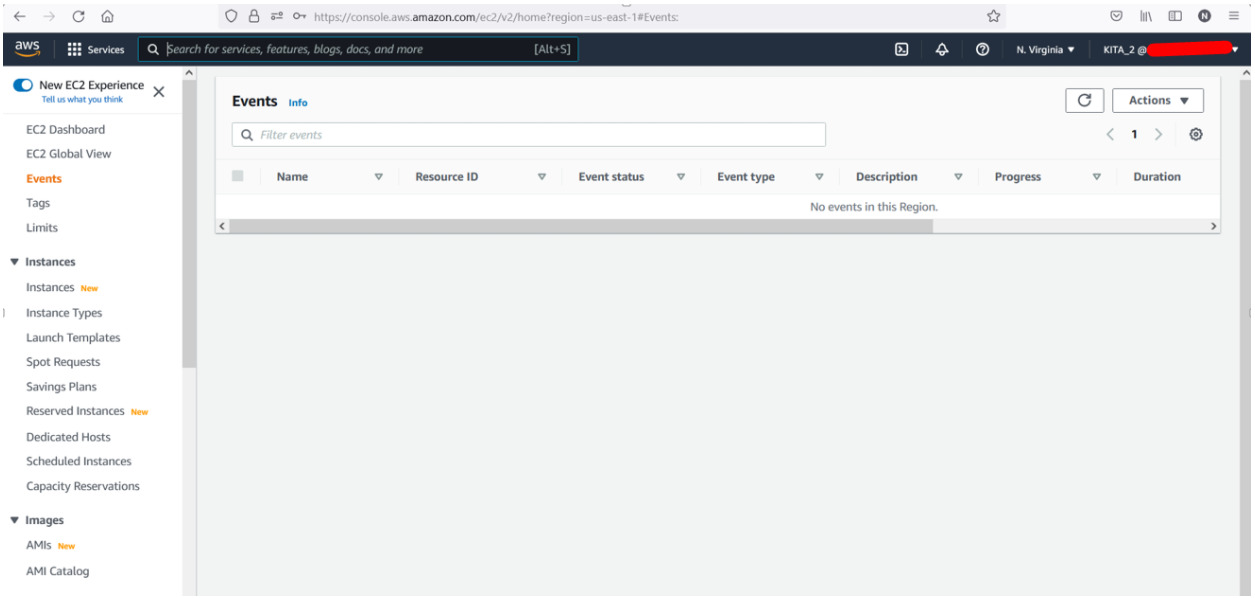 https://console.aws.amazon.com/ec2/v2/home?region=us-east-1#Events:
N
aws Services Search for services, features, blogs, docs, and more [Alt+S] N. Virginia KITA_2 @
New EC2 Experience
Tell us what you think
EC2 Dashboard
EC2 Global View
Events
Tags
Limits
Instances
Instances New
Instance Types
Launch Templates
Spot Requests
Savings Plans
Reserved Instances New
Dedicated Hosts
Scheduled Instances
Capacity Reservations
Images
AMIs New
AMI Catalog
Events Info
Actions
Filter events
1
Name Resource ID Event status Event type Description Progress Duration
No events in this Region.